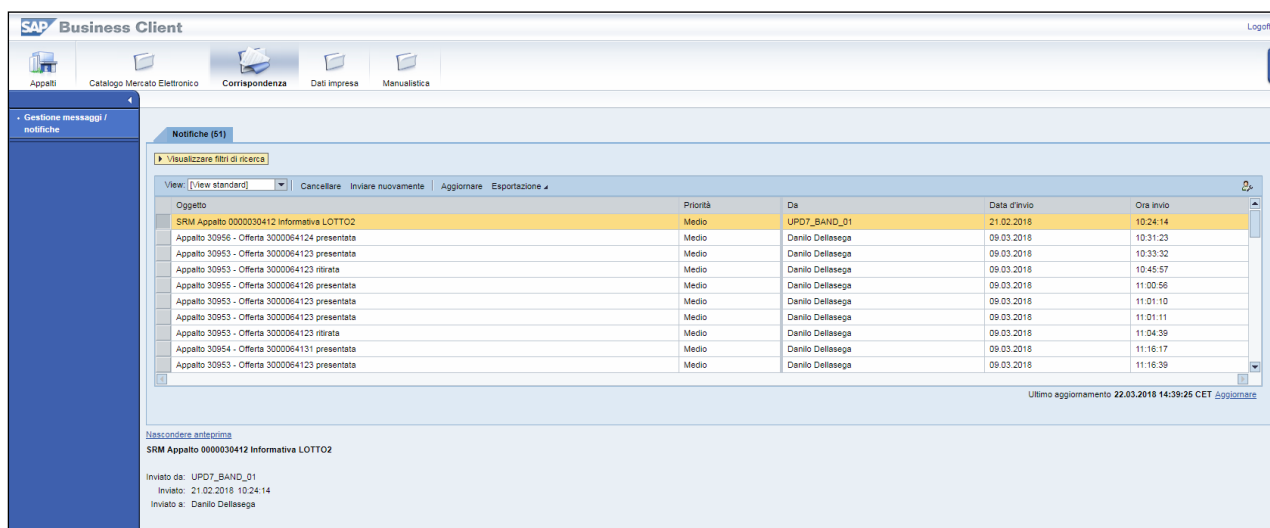 SAP Business Client
Logoff
Appalti Catalogo Mercato Elettronico Corrispondenza Dati impresa Manualistica
Gestione messaggi /
notifiche
Notifiche (51)
Visualizzare filtri di ricerca
View: [View standard] Cancellare Inviare nuovamente Aggiornare Esportazione
Oggetto Priorità Da Data d'invio Ora invio
SRM Appalto 0000030412 Informativa LOTTO2 Medio UPD7_BAND_01 21.02.2018 10:24:14
Appalto 30956 - Offerta 3000064124 presentata Medio Danilo Dellasega 09.03.2018 10:31:23
Appalto 30953 - Offerta 3000064123 presentata Medio Danilo Dellasega 09.03.2018 10:33:32
Appalto 30953 - Offerta 3000064123 ritirata Medio Danilo Dellasega 09.03.2018 10:45:57
Appalto 30955 - Offerta 3000064126 presentata Medio Danilo Dellasega 09.03.2018 11:00:56
Appalto 30953 - Offerta 3000064123 presentata Medio Danilo Dellasega 09.03.2018 11:01:10
Appalto 30953 - Offerta 3000064123 presentata Medio Danilo Dellasega 09.03.2018 11:01:11
Appalto 30953 - Offerta 3000064123 ritirata Medio Danilo Dellasega 09.03.2018 11:04:39
Appalto 30954 - Offerta 3000064131 presentata Medio Danilo Dellasega 09.03.2018 11:16:17
Appalto 30953 - Offerta 3000064123 presentata Medio Danilo Dellasega 09.03.2018 11:16:39
Ultimo aggiornamento 22.03.2018 14:39:25 CET Aggiornare
Nascondere anteprima
SRM Appalto 0000030412 Informativa LOTTO2
Inviato da: UPD7_BAND_01
Inviato: 21.02.2018 10:24:14
Inviato a: Danilo Dellasega